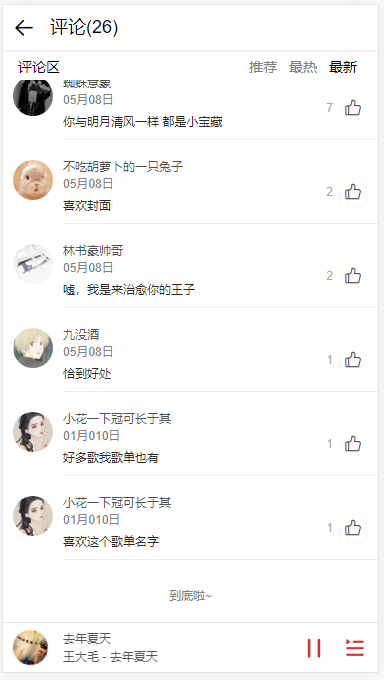 评论(26)
评论区 推荐 最热 最新
蜘蛛意象
05月08日
你与明月清风一样 都是小宝藏
7
不吃胡萝卜的一只兔子
05月08日
喜欢封面
2
林书豪帅哥
05月08日
嘘，我是来治愈你的王子
2
九没酒
05月08日
恰到好处
1
小花一下冠可长于其
01月010日
好多歌我歌单也有
1
小花一下冠可长于其
01月010日
喜欢这个歌单名字
1
到底啦~
去年夏天
王大毛 - 去年夏天